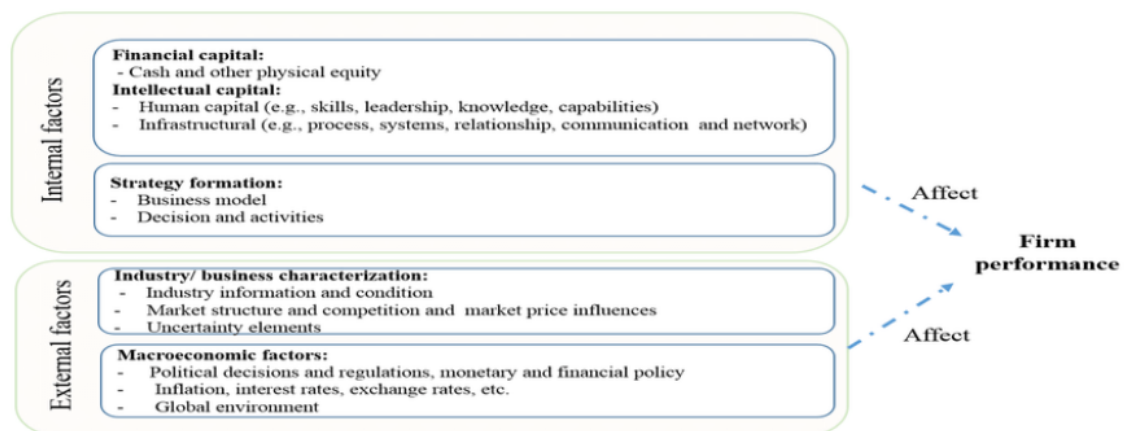 Internal factors
Financial capital:
- Cash and other physical equity
Intellectual capital:
- Human capital (e.g., skills, leadership, knowledge, capabilities)
- Infrastructural (e.g., process, systems, relationship, communication and network)
Strategy formation:
- Business model
- Decision and activities
External factors
Industry/ business characterization:
- Industry information and condition
- Market structure and competition and market price influences
- Uncertainty elements
Macroeconomic factors:
- Political decisions and regulations, monetary and financial policy
- Inflation, interest rates, exchange rates, etc.
- Global environment
Affect
Firm
performance
Affect